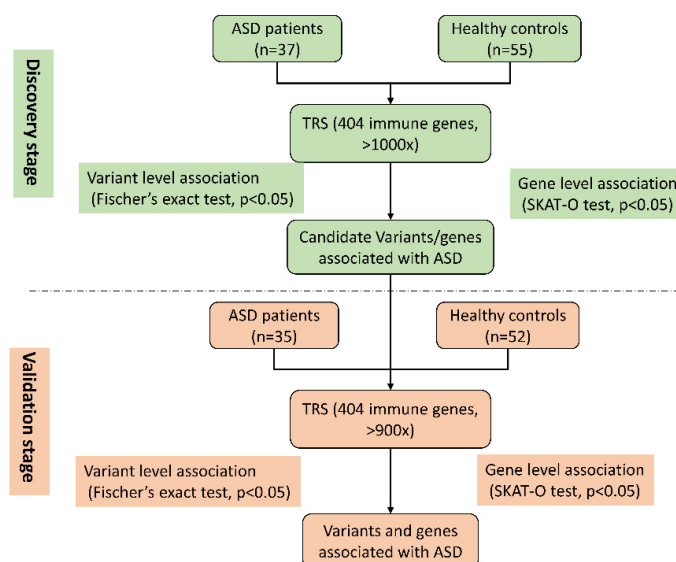 Discovery stage
ASD patients
(n=37)
Healthy controls
(n=55)
TRS (404 immune genes,
>1000x)
Variant level association
(Fischer's exact test, p<0.05)
Gene level association
(SKAT-O test, p<0.05)
Candidate Variants/genes
associated with ASD
Validation stage
ASD patients
(n=35)
Healthy controls
(n=52)
TRS (404 immune genes,
>900x)
Variant level association
(Fischer's exact test, p<0.05)
Gene level association
(SKAT-O test, p<0.05)
Variants and genes
associated with ASD